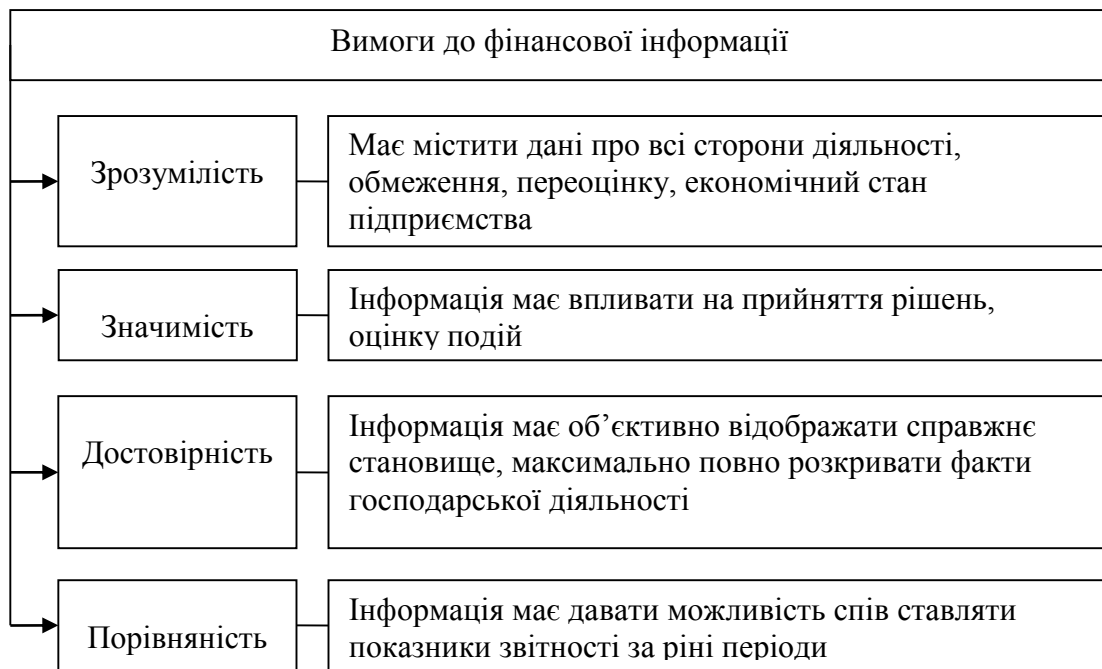 Вимоги до фінансової інформації
Зрозумілість
Має містити дані про всі сторони діяльності,
обмеження, переоцінку, економічний стан
підприємства
Значимість
Інформація має впливати на прийняття рішень,
оцінку подій
Достовірність
Інформація має об’єктивно відображати справжнє
становище, максимально повно розкривати факти
господарської діяльності
Порівняність
Інформація має давати можливість спів ставляти
показники звітності за ріні періоди